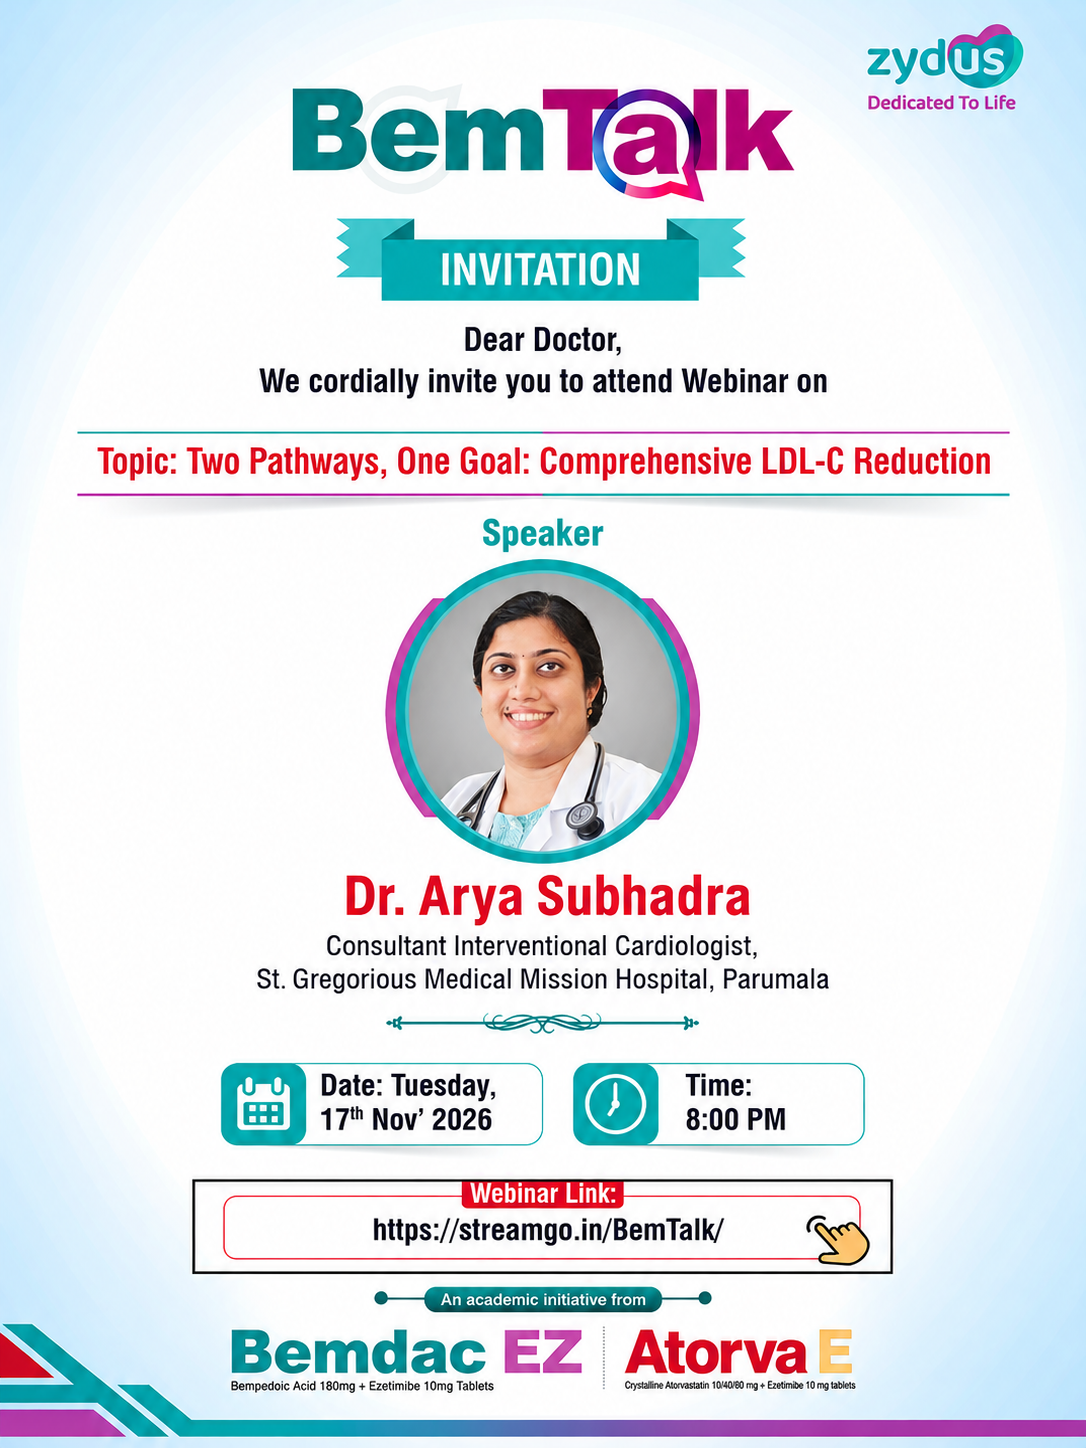 zydus
Dedicated To Life
BemTalk
INVITATION
Dear Doctor,
We cordially invite you to attend Webinar on
Topic: Two Pathways, One Goal: Comprehensive LDL-C Reduction
Speaker
Dr. Arya Subhadra
Consultant Interventional Cardiologist,
St. Gregorious Medical Mission Hospital, Parumala
Date: Tuesday,
17th Nov' 2026
Time:
8:00 PM
Webinar Link:
https://streamgo.in/BemTalk/
An academic initiative from
Bemdac EZ
Bempedoic Acid 180mg + Ezetimibe 10mg Tablets
Atorva E
Crystalline Atorvastatin 10/40/80 mg + Ezetimibe 10 mg tablets